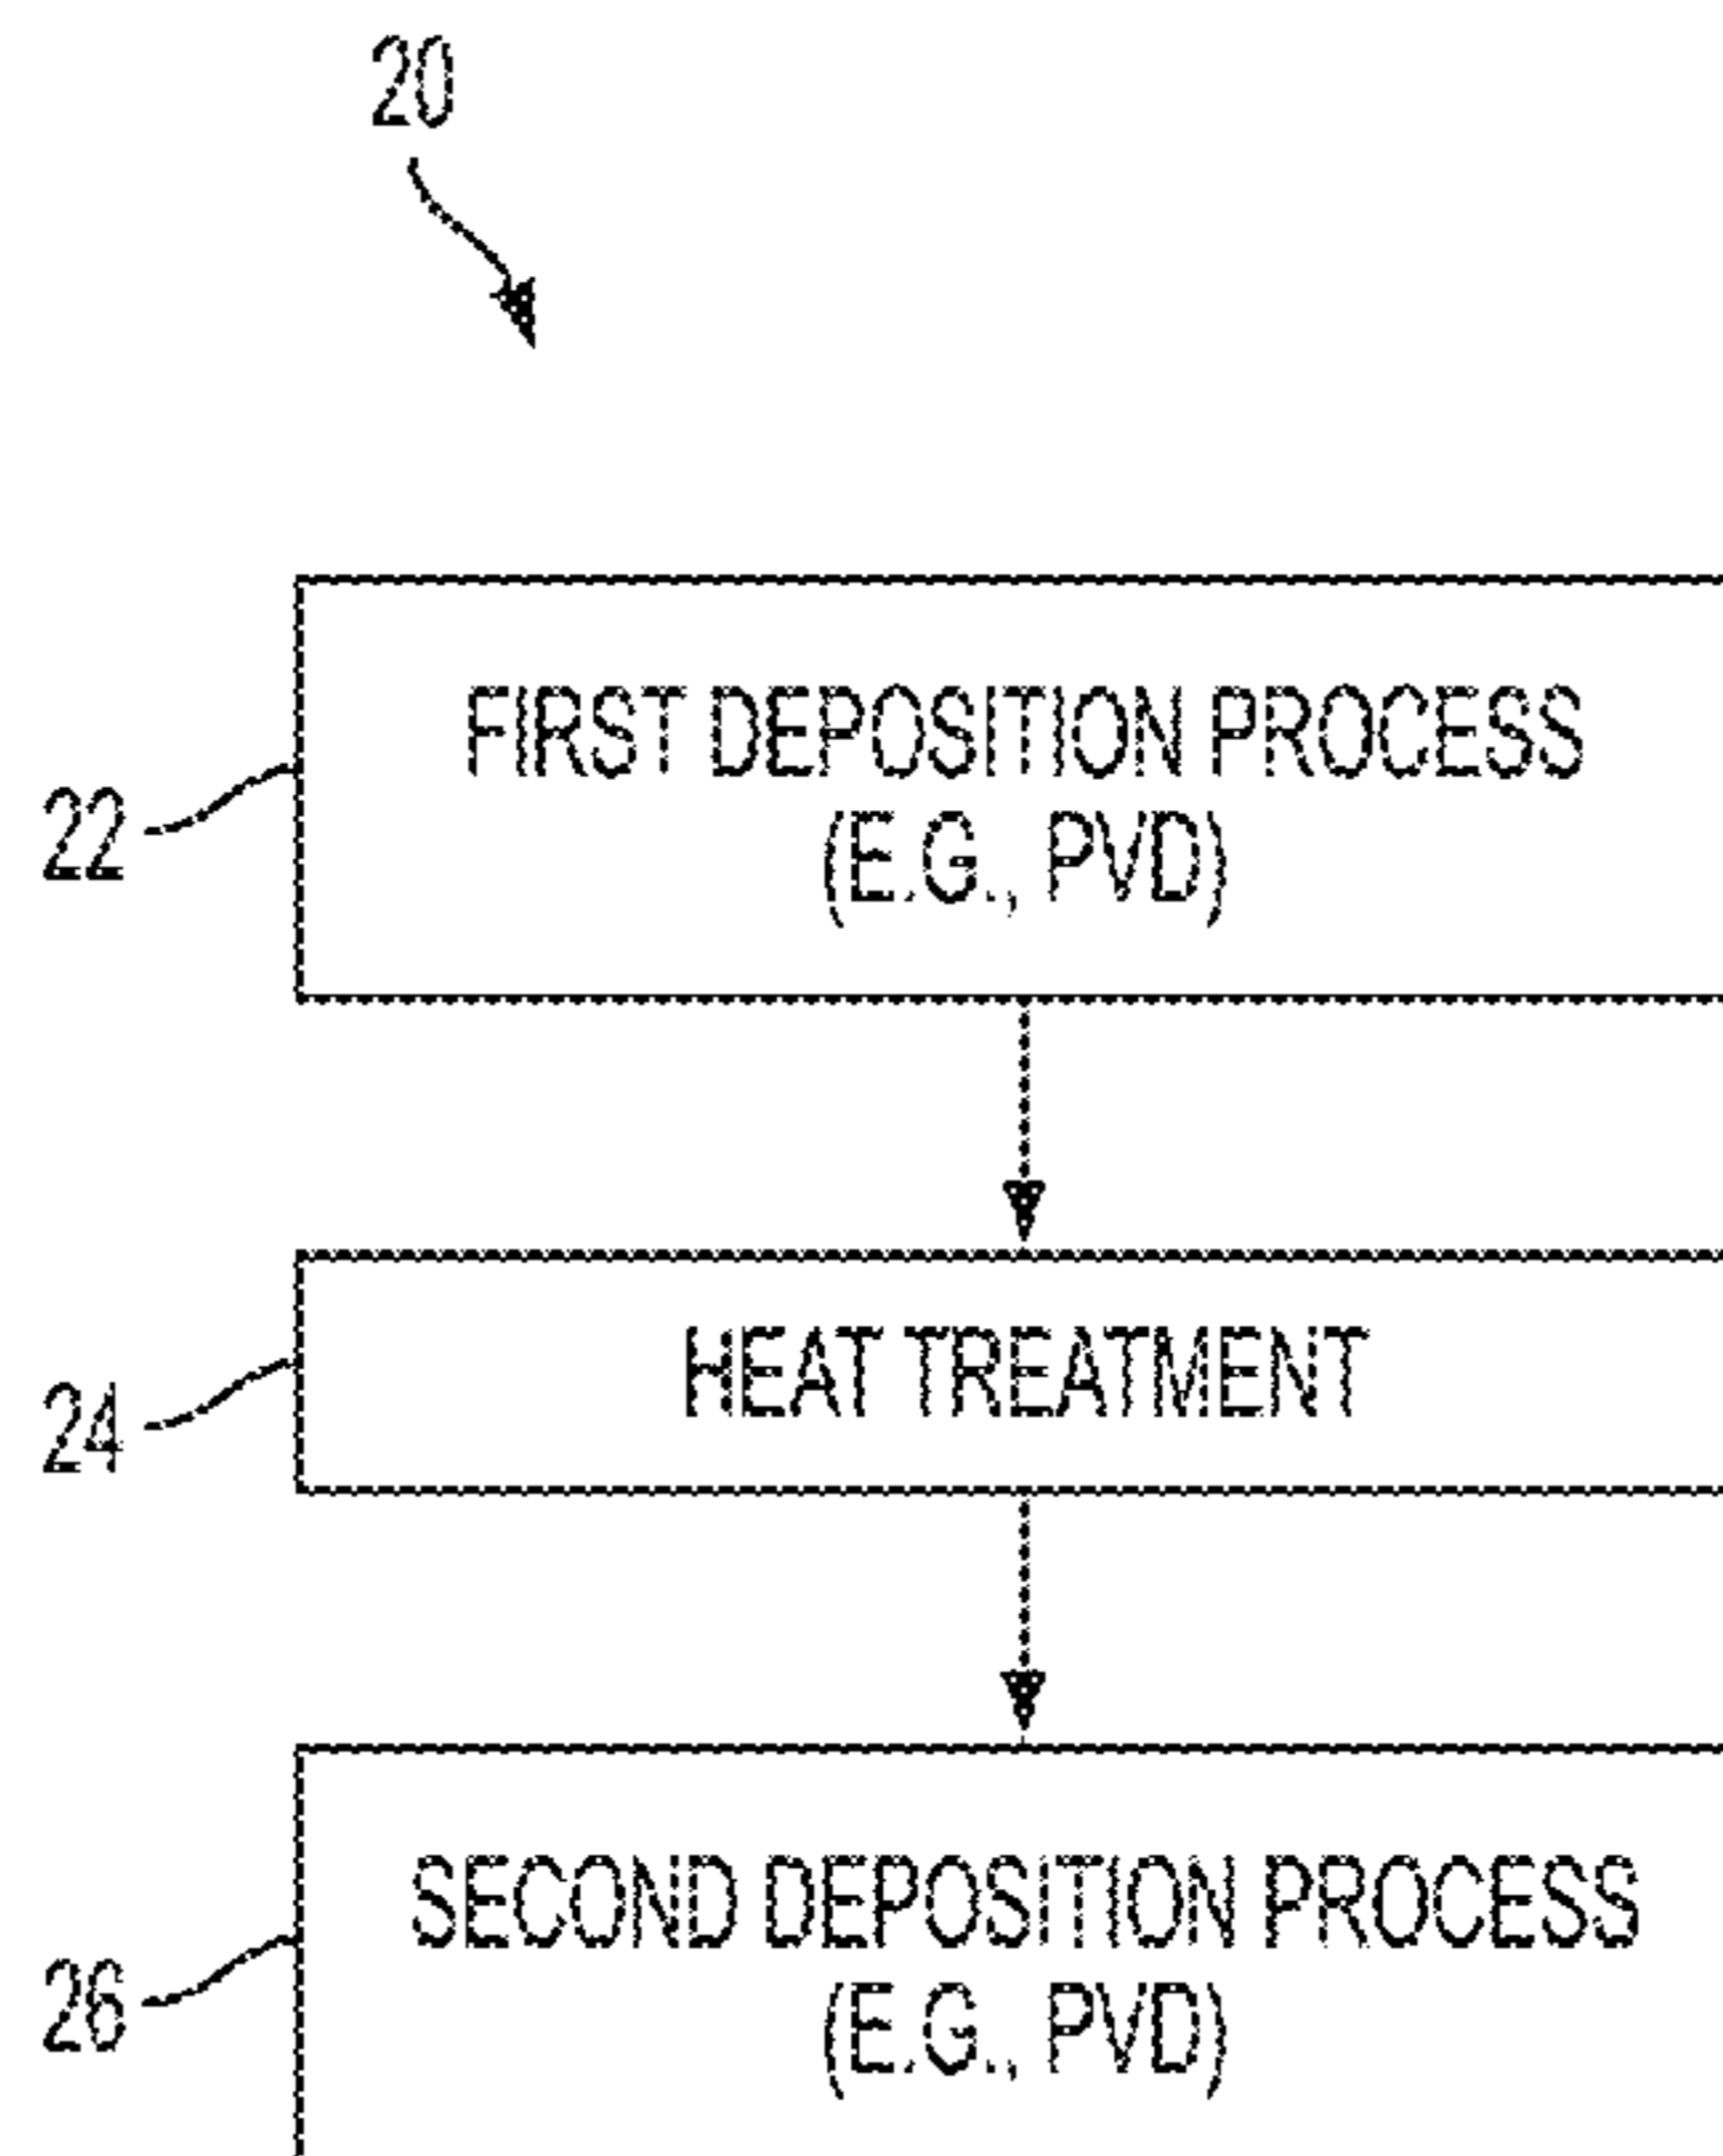 20
FIRST DEPOSITION PROCESS
(E.G., PVD)
22
HEAT TREATMENT
24
SECOND DEPOSITION PROCESS
(E.G., PVD)
26